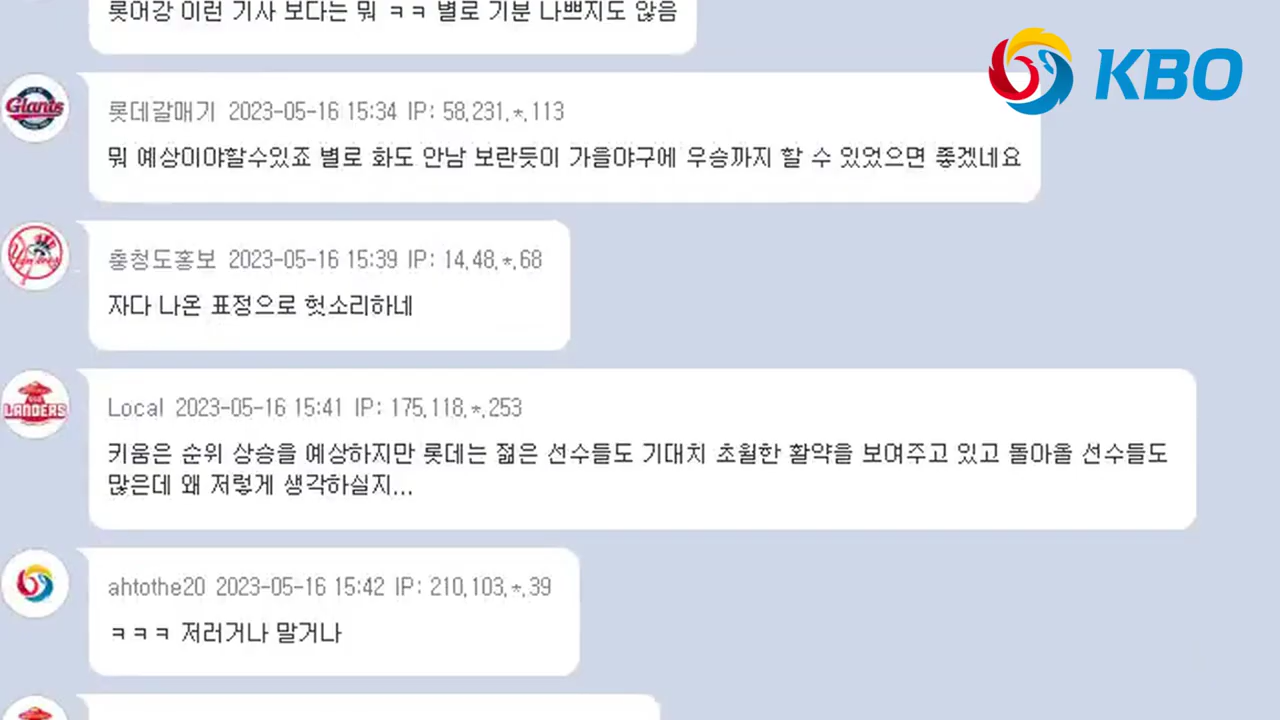 롯어강 이런 기사 보다는 뭐 ㅋㅋ 별로 기분 나쁘지도 않음
KBO
Giants
롯데갈매기 2023-05-16 15:34 IP: 58.231.*.113
뭐 예상이야할수있죠 별로 화도 안남 보란듯이 가을야구에 우승까지 할 수 있었으면 좋겠네요
충청도홍보 2023-05-16 15:39 IP: 14.48.*.68
자다 나온 표정으로 헛소리하네
LANDERS
Local 2023-05-16 15:41 IP: 175.118.*.253
키움은 순위 상승을 예상하지만 롯데는 젊은 선수들도 기대치 초월한 활약을 보여주고 있고 돌아올 선수들도
많은데 왜 저렇게 생각하실지...
ahtothe20 2023-05-16 15:42 IP: 210.103.*.39
ㅋㅋㅋ 저러거나 말거나